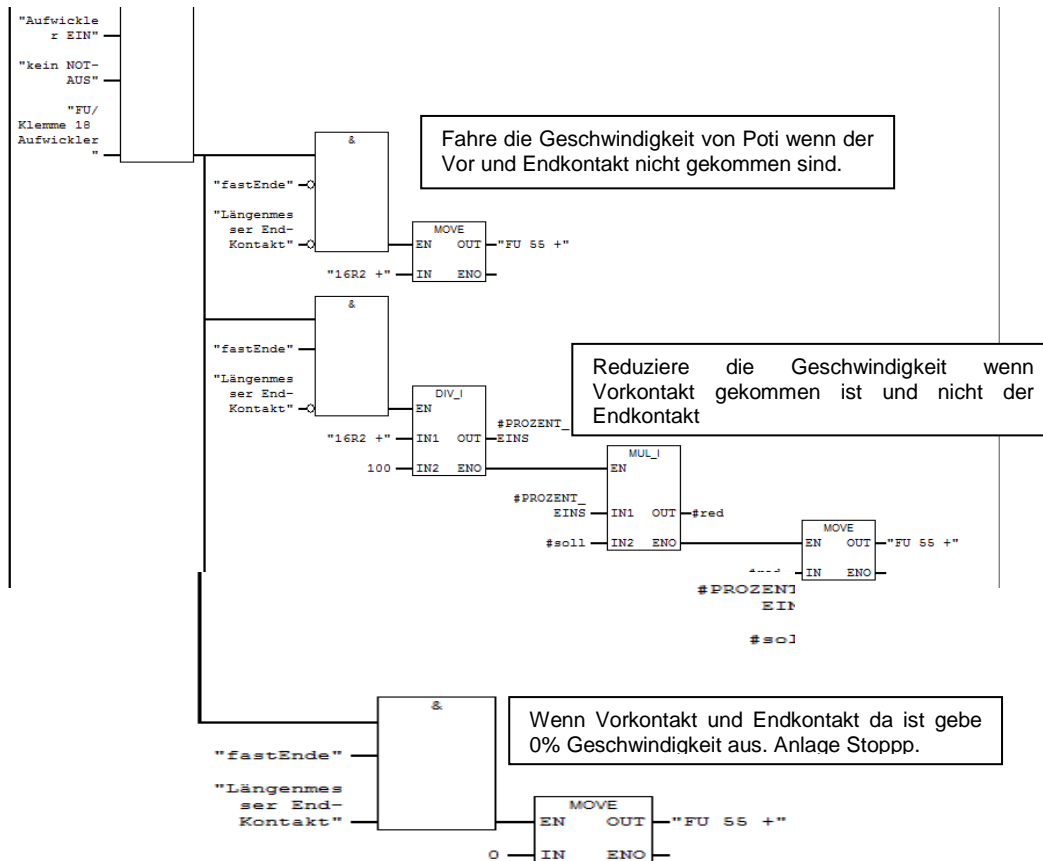 "Aufwickle
r EIN"
"kein NOT-
AUS"
"FU/
Klemme 18
Aufwickler
"
&
Fahre die Geschwindigkeit von Poti wenn der
Vor und Endkontakt nicht gekommen sind.
"fastEnde"
"Längenmes
ser End-
Kontakt"
MOVE
EN OUT "FU 55 +"
"16R2 +" IN ENO
&
"fastEnde"
"Längenmes
ser End-
Kontakt"
Reduziere die Geschwindigkeit wenn
Vorkontakt gekommen ist und nicht der
Endkontakt
DIV_I
EN
#PROZENT_
"16R2 +" IN1 OUT EINS
100 IN2 ENO
MUL_I
EN
#PROZENT_
EINS IN1 OUT #red
#soll IN2 ENO
MOVE
EN OUT "FU 55 +"
IN ENO
#PROZENT
EIN
#sol
&
Wenn Vorkontakt und Endkontakt da ist gebe
0% Geschwindigkeit aus. Anlage Stoppp.
"fastEnde"
"Längenmes
ser End-
Kontakt"
MOVE
EN OUT "FU 55 +"
0 IN ENO